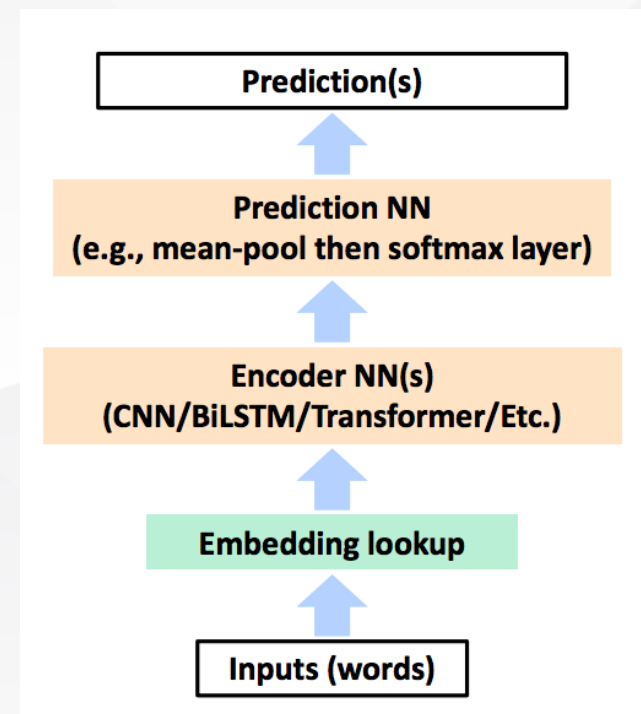 Prediction(s)
Prediction NN
(e.g., mean-pool then softmax layer)
Encoder NN(s)
(CNN/BiLSTM/Transformer/Etc.)
Embedding lookup
Inputs (words)